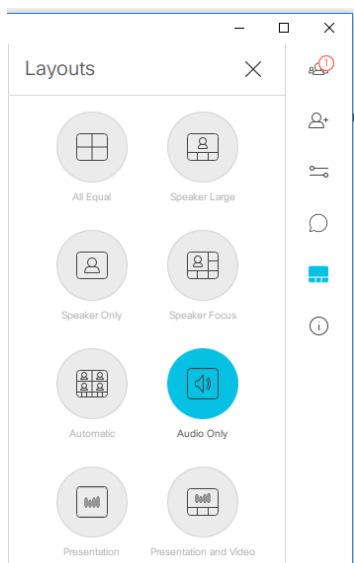 Layouts
1
All Equal
Speaker Large
Speaker Only
Speaker Focus
Automatic
Audio Only
Presentation
Presentation and Video